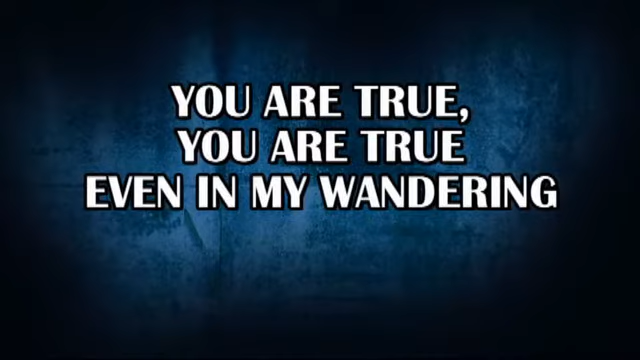 YOU ARE TRUE,
YOU ARE TRUE
EVEN IN MY WANDERING